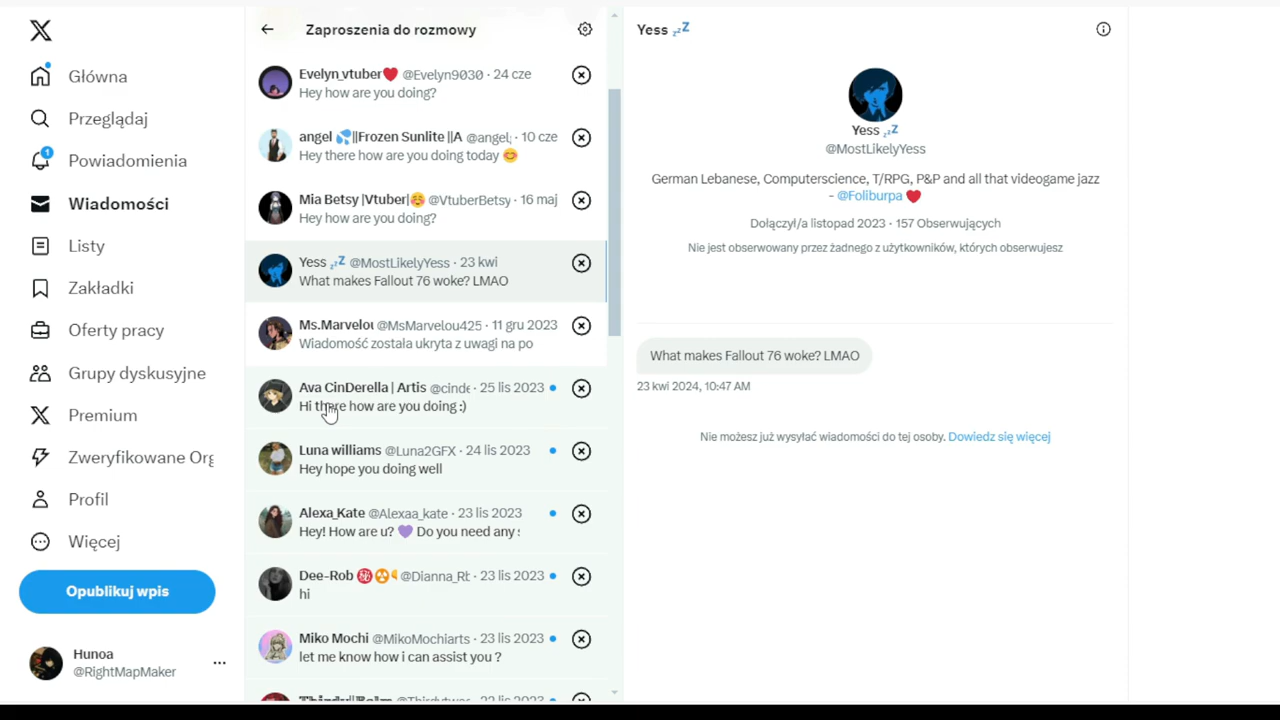 Główna
Przeglądaj
1
Powiadomienia
Wiadomości
Listy
Zakładki
Oferty pracy
Grupy dyskusyjne
Premium
Zweryfikowane Org
Profil
Więcej
Opublikuj wpis
Hunoa
@RightMapMaker
Zaproszenia do rozmowy
Evelyn_vtuber❤️ @Evelyn9030 · 24 cze
Hey how are you doing?
angel 💦||Frozen Sunlite ||A @angel; · 10 cze
Hey there how are you doing today 😊
Mia Betsy |Vtuber|☺️ @VtuberBetsy · 16 maj
Hey how are you doing?
Yess 💤 @MostLikelyYess · 23 kwi
What makes Fallout 76 woke? LMAO
Ms.Marvelou @MsMarvelou425 · 11 gru 2023
Wiadomość została ukryta z uwagi na po
Ava CinDerella | Artis @cinde · 25 lis 2023
Hi there how are you doing :)
Luna williams @Luna2GFX · 24 lis 2023
Hey hope you doing well
Alexa_Kate @Alexaa_kate · 23 lis 2023
Hey! How are u? 💜 Do you need any s
Dee-Rob ㊙️☢️ @Dianna_Rb · 23 lis 2023
hi
Miko Mochi @MikoMochiarts · 23 lis 2023
let me know how i can assist you ?
Yess 💤
Yess 💤
@MostLikelyYess
German Lebanese, Computerscience, T/RPG, P&P and all that videogame jazz
- @Foliburpa ❤️
Dołączył/a listopad 2023 · 157 Obserwujących
Nie jest obserwowany przez żadnego z użytkowników, których obserwujesz
What makes Fallout 76 woke? LMAO
23 kwi 2024, 10:47 AM
Nie możesz już wysyłać wiadomości do tej osoby. Dowiedz się więcej